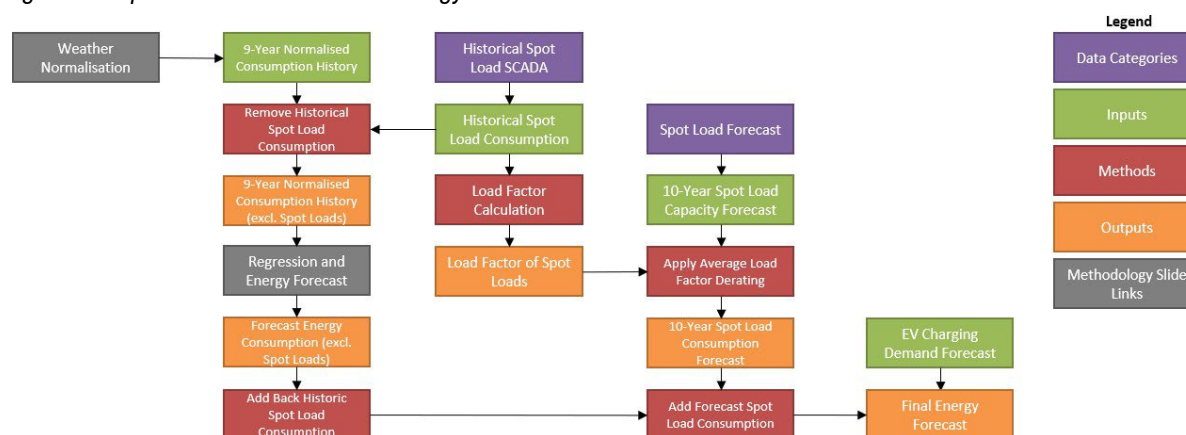 Legend
Weather
Normalisation
9-Year Normalised
Consumption History
Historical Spot
Load SCADA
Data Categories
Remove Historical
Spot Load
Consumption
Historical Spot
Load Consumption
Spot Load Forecast
Inputs
9-Year Normalised
Consumption History
(excl. Spot Loads)
Load Factor
Calculation
10-Year Spot Load
Capacity Forecast
Methods
Regression and
Energy Forecast
Load Factor of Spot
Loads
Apply Average Load
Factor Derating
Outputs
Methodology Slide
Links
Forecast Energy
Consumption (excl.
Spot Loads)
10-Year Spot Load
Consumption
Forecast
EV Charging
Demand Forecast
Add Back Historic
Spot Load
Consumption
Add Forecast Spot
Load Consumption
Final Energy
Forecast